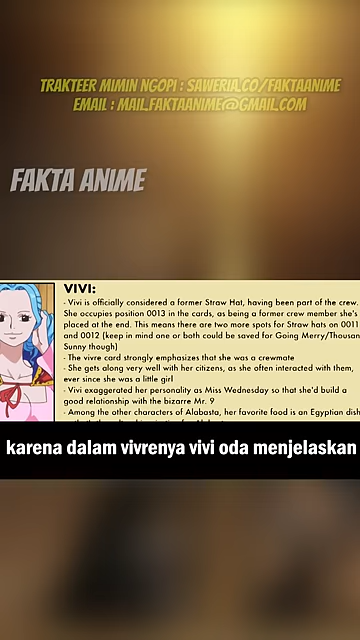 TRAKTEER MIMIN NGOPI : SAWERIA.CO/FAKTAANIME
EMAIL : MAIL.FAKTAANIME@GMAIL.COM
FAKTA ANIME
VIVI:
- Vivi is officially considered a former Straw Hat, having been part of the crew.
She occupies position 0013 in the cards, as being a former crew member she's
placed at the end. This means there are two more spots for Straw hats on 0011
and 0012 (keep in mind one or both could be saved for Going Merry/Thousan
Sunny though)
- The vivre card strongly emphasizes that she was a crewmate
- She gets along very well with her citizens, as she often interacted with them,
ever since she was a little girl
- Vivi exaggerated her personality as Miss Wednesday so that she'd build a
good relationship with the bizarre Mr. 9
- Among the other characters of Alabasta, her favorite food is an Egyptian dish
karena dalam vivrenya vivi oda menjelaskan